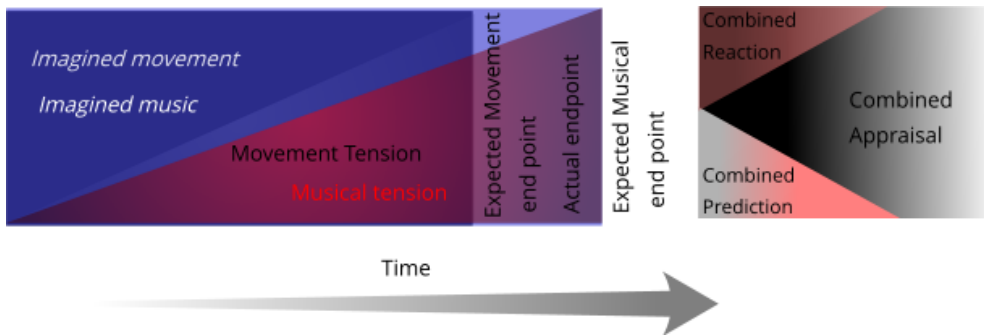 Imagined movement
Imagined music
Movement Tension
Musical tension
Expected Movement
end point
Actual endpoint
Expected Musical
end point
Combined
Reaction
Combined
Appraisal
Combined
Prediction
Time